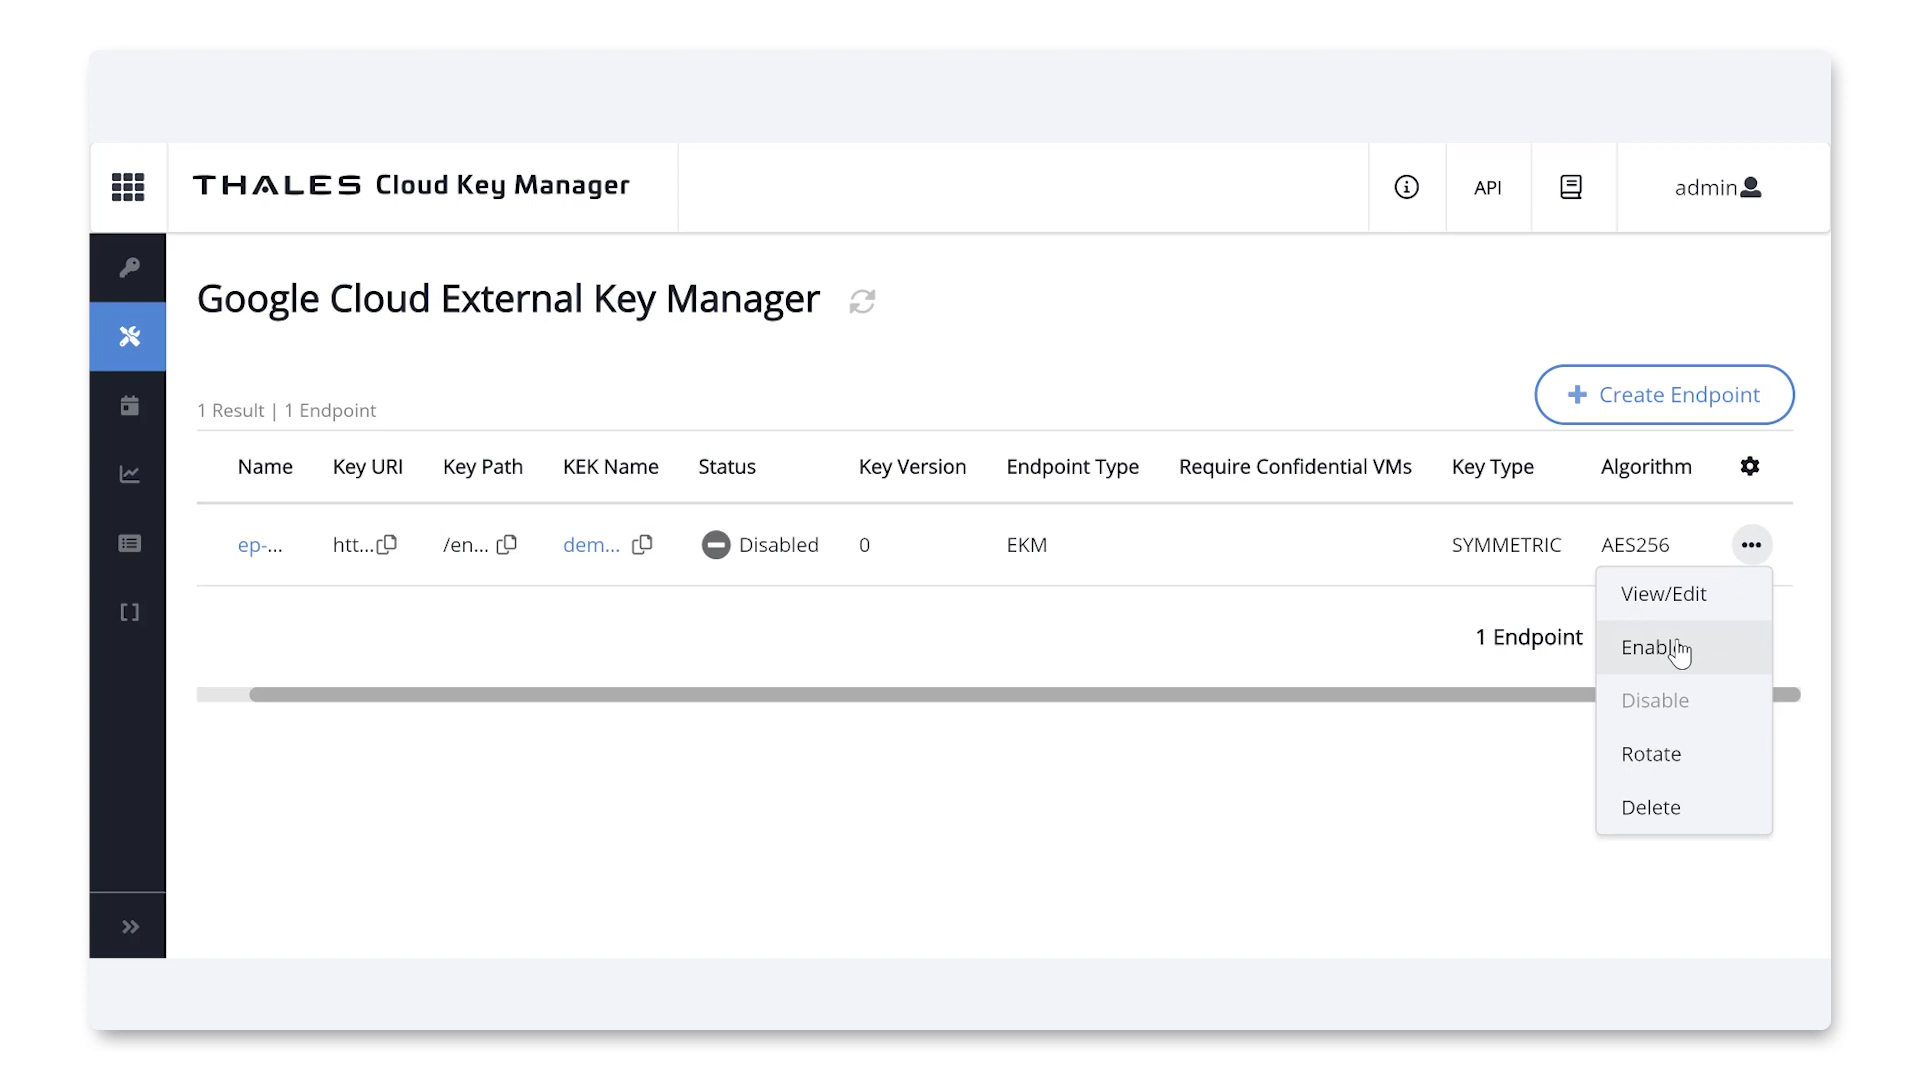 THALES Cloud Key Manager
API
admin
Google Cloud External Key Manager
1 Result | 1 Endpoint
Create Endpoint
Name Key URI Key Path KEK Name Status Key Version Endpoint Type Require Confidential VMs Key Type Algorithm
ep-... htt... /en... dem... Disabled 0 EKM SYMMETRIC AES256
View/Edit
1 Endpoint
Disable
Rotate
Delete